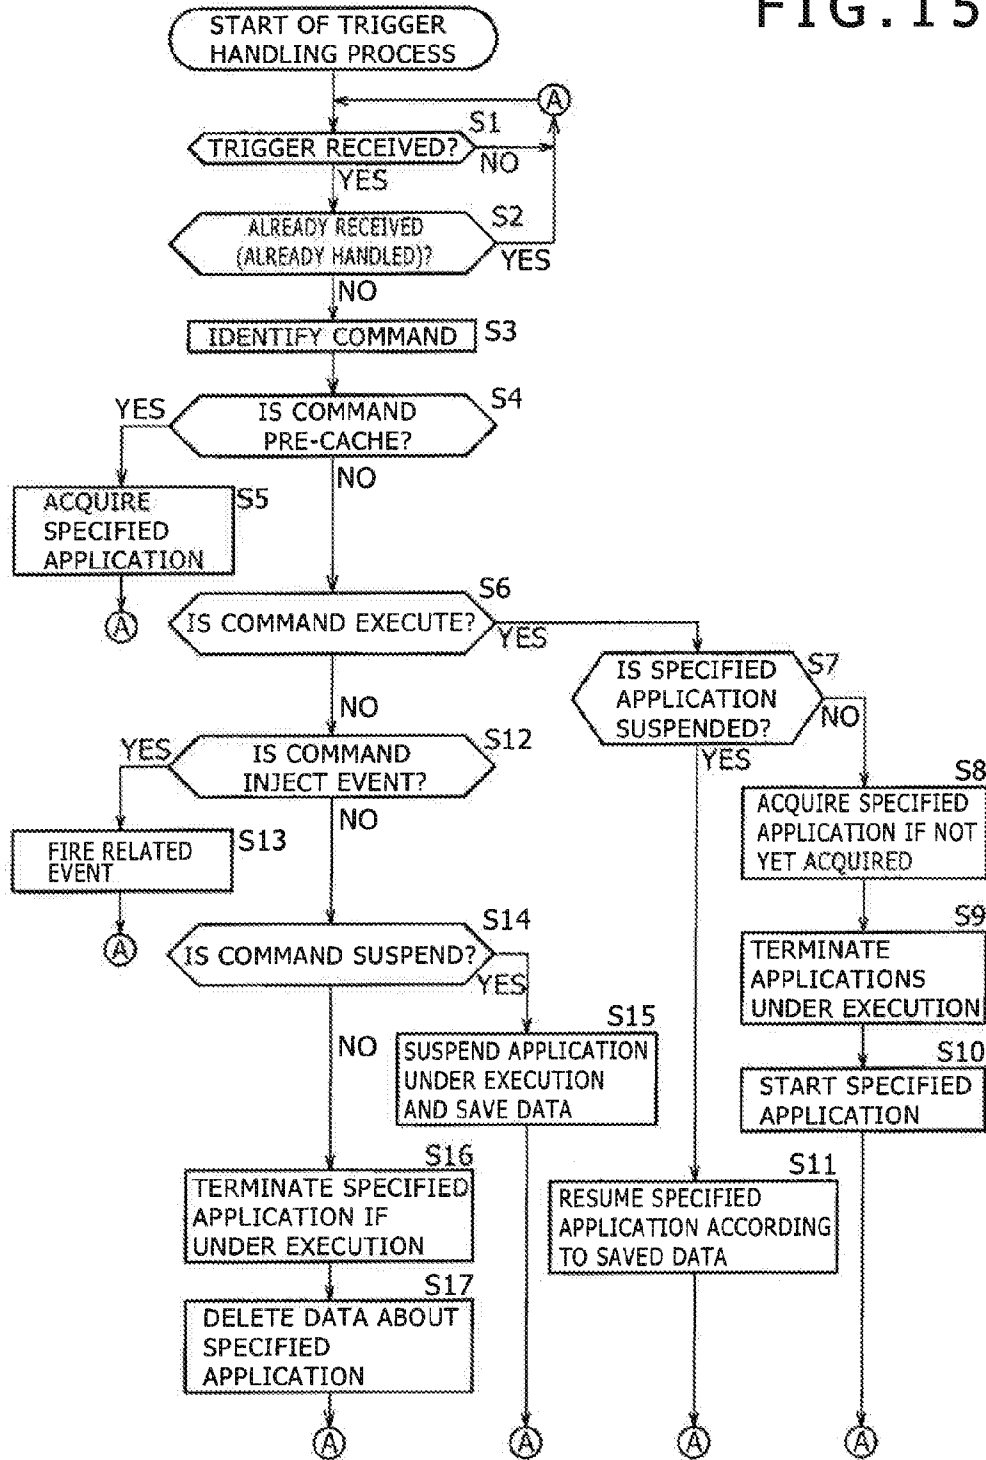 FIG.15
START OF TRIGGER
HANDLING PROCESS
A
S1
TRIGGER RECEIVED?
NO
YES
S2
ALREADY RECEIVED
(ALREADY HANDLED)?
YES
NO
IDENTIFY COMMAND
S3
S4
YES
IS COMMAND
PRE-CACHE?
NO
S5
ACQUIRE
SPECIFIED
APPLICATION
A
S6
IS COMMAND EXECUTE?
YES
S7
IS SPECIFIED
APPLICATION
SUSPENDED?
NO
YES
NO
S12
YES
IS COMMAND
INJECT EVENT?
NO
S8
ACQUIRE SPECIFIED
APPLICATION IF NOT
YET ACQUIRED
S13
FIRE RELATED
EVENT
A
S14
IS COMMAND SUSPEND?
YES
NO
S9
TERMINATE
APPLICATIONS
UNDER EXECUTION
S15
SUSPEND APPLICATION
UNDER EXECUTION
AND SAVE DATA
S10
START SPECIFIED
APPLICATION
S16
TERMINATE SPECIFIED
APPLICATION IF
UNDER EXECUTION
S11
RESUME SPECIFIED
APPLICATION ACCORDING
TO SAVED DATA
S17
DELETE DATA ABOUT
SPECIFIED
APPLICATION
A
A
A
A